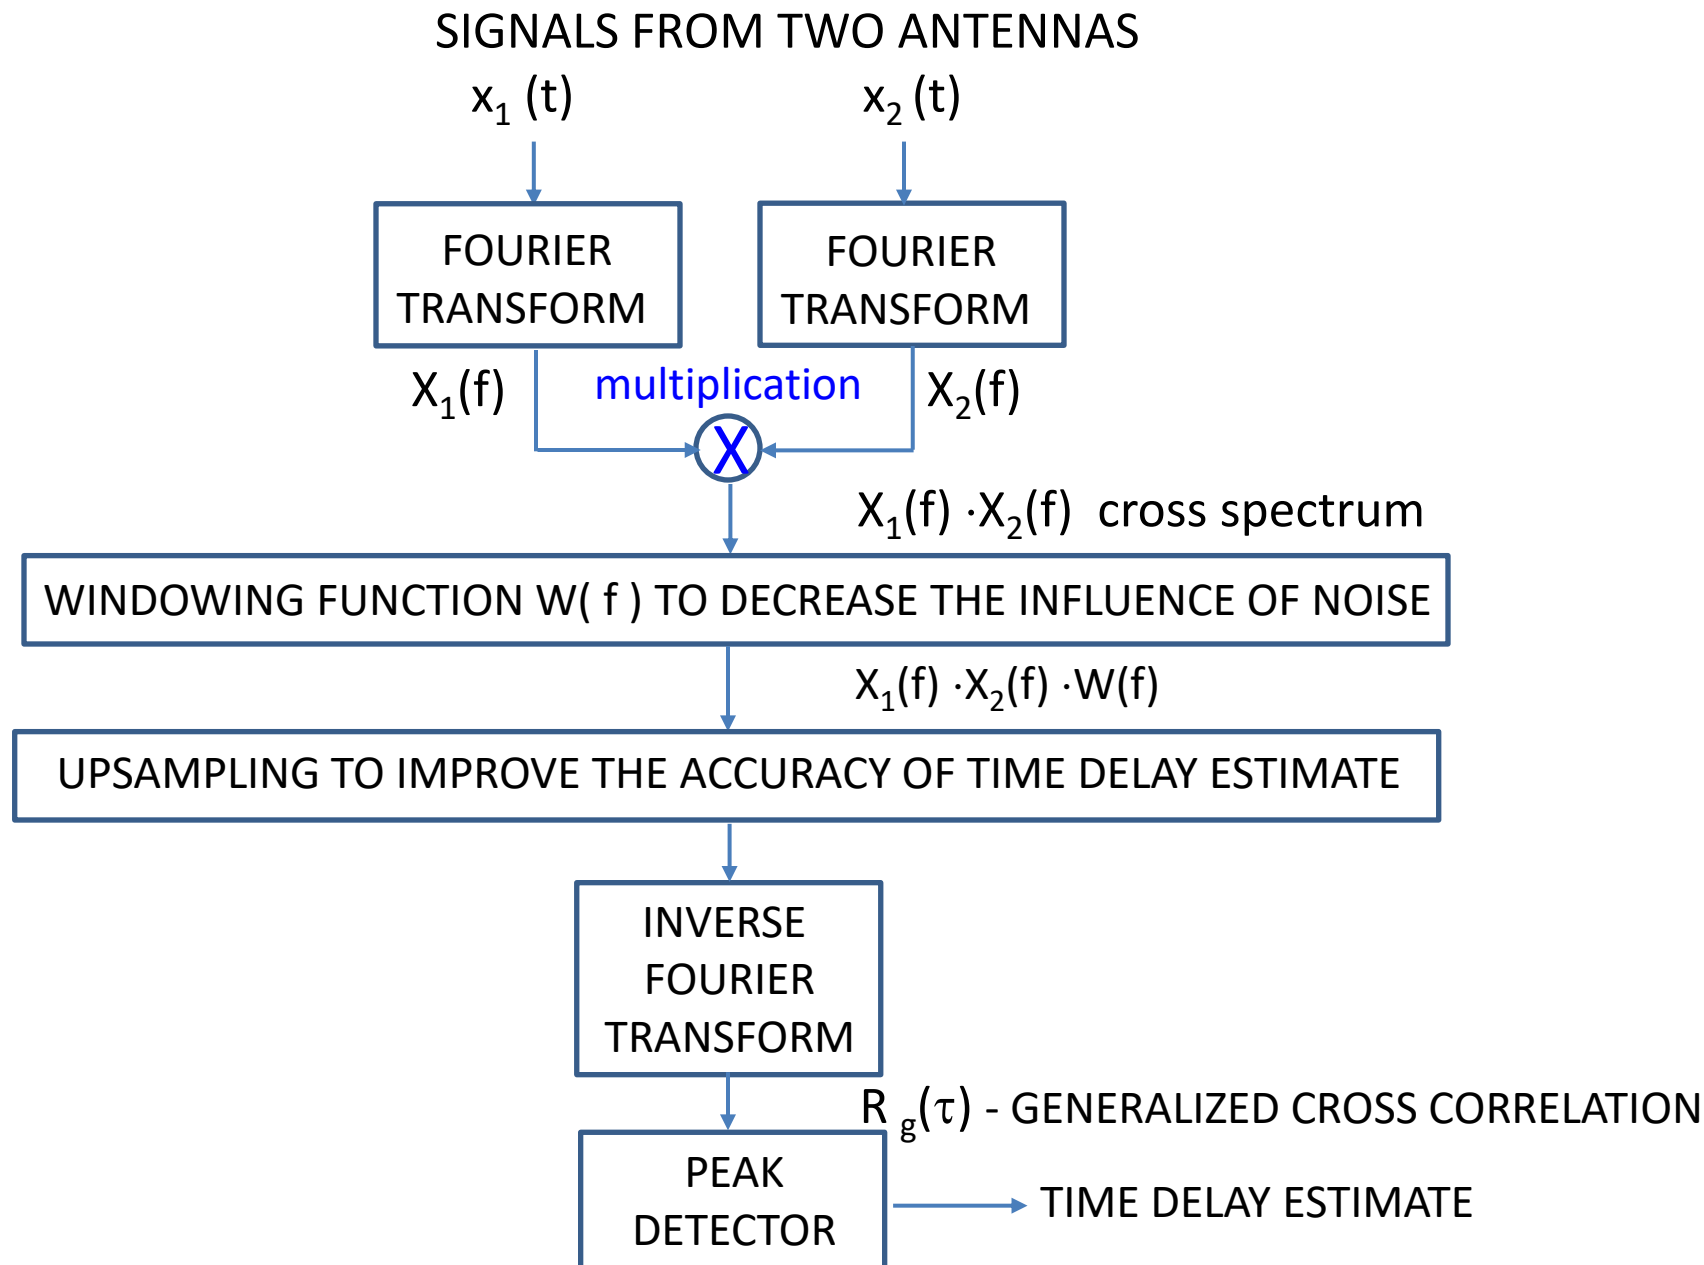 SIGNALS FROM TWO ANTENNAS
x₁ (t) x₂ (t)
FOURIER
TRANSFORM
FOURIER
TRANSFORM
X₁(f) multiplication X₂(f)
X
X₁(f) ·X₂(f) cross spectrum
WINDOWING FUNCTION W( f ) TO DECREASE THE INFLUENCE OF NOISE
X₁(f) ·X₂(f) ·W(f)
UPSAMPLING TO IMPROVE THE ACCURACY OF TIME DELAY ESTIMATE
INVERSE
FOURIER
TRANSFORM
R g(τ) - GENERALIZED CROSS CORRELATION
PEAK
DETECTOR
TIME DELAY ESTIMATE